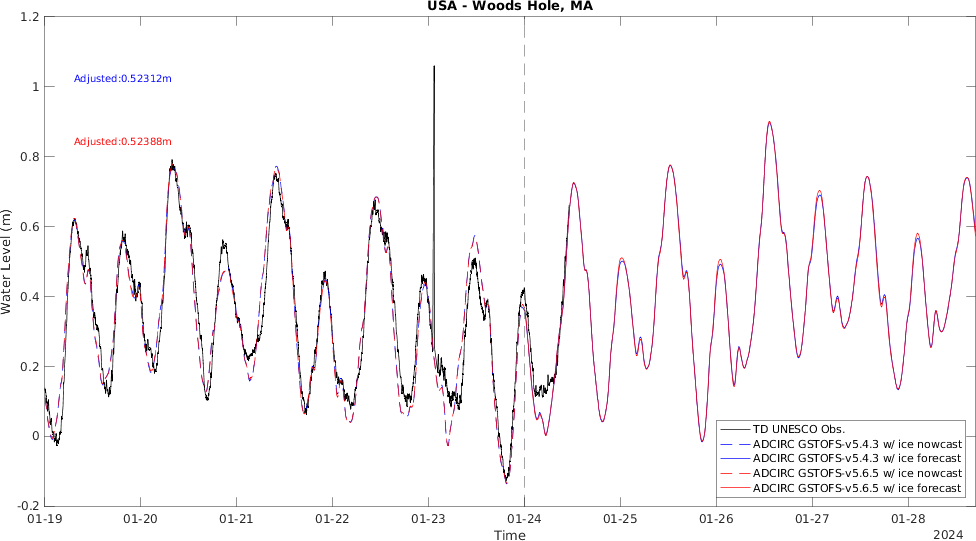 USA - Woods Hole, MA
1.2
1
0.8
0.6
0.4
0.2
0
-0.2
Water Level (m)
Adjusted:0.52312m
Adjusted:0.52388m
TD UNESCO Obs.
ADCIRC GSTOFS-v5.4.3 w/ ice nowcast
ADCIRC GSTOFS-v5.4.3 w/ ice forecast
ADCIRC GSTOFS-v5.6.5 w/ ice nowcast
ADCIRC GSTOFS-v5.6.5 w/ ice forecast
01-19 01-20 01-21 01-22 01-23 01-24 01-25 01-26 01-27 01-28
Time
2024